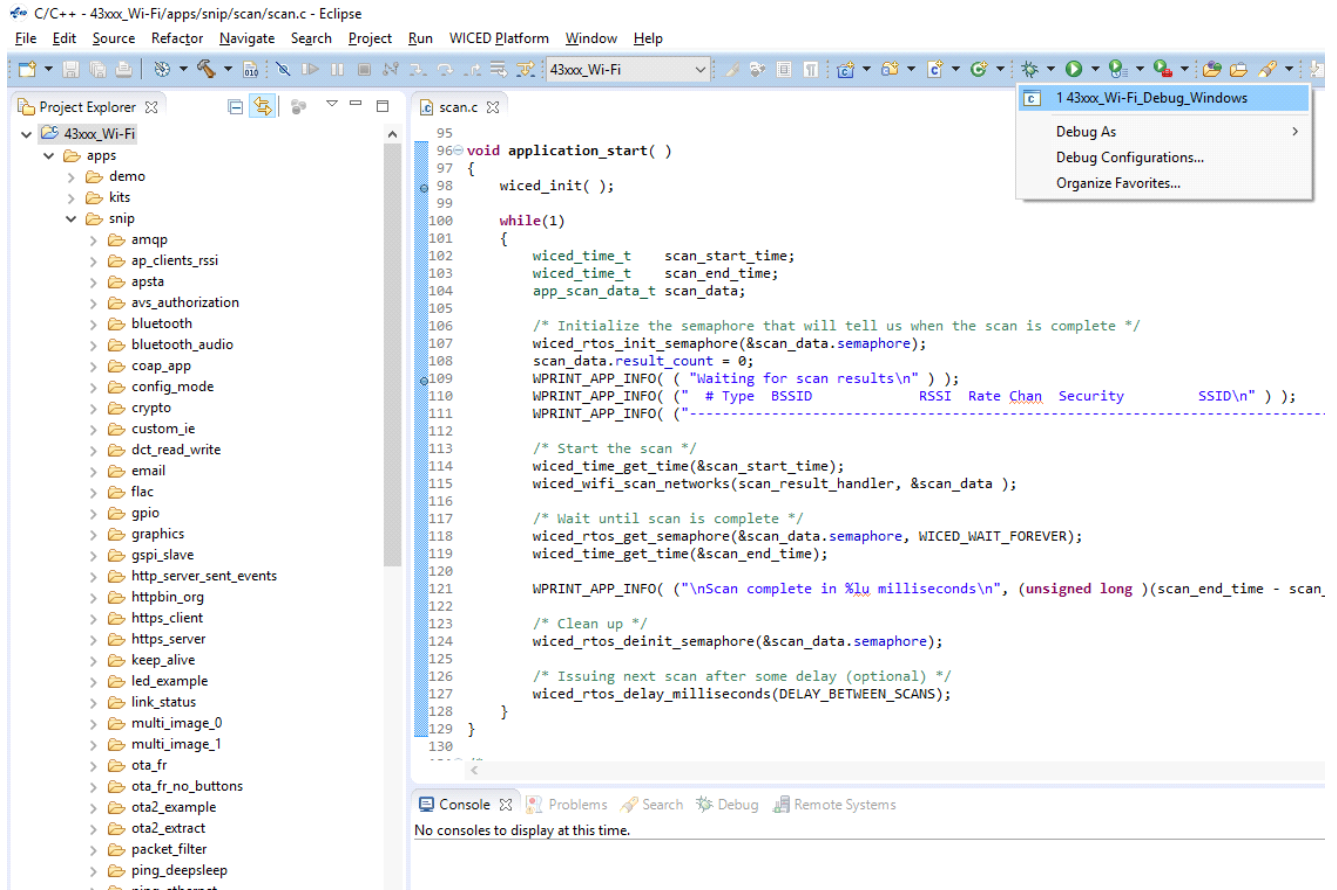 C/C++ - 43xxx_Wi-Fi/apps/snip/scan/scan.c - Eclipse
File Edit Source Refactor Navigate Search Project Run WICED Platform Window Help
43xxx_Wi-Fi
Project Explorer
43xxx_Wi-Fi
apps
demo
kits
snip
amqp
ap_clients_rssi
apsta
avs_authorization
bluetooth
bluetooth_audio
coap_app
config_mode
crypto
custom_ie
dct_read_write
email
flac
gpio
graphics
gspi_slave
http_server_sent_events
httpbin_org
https_client
https_server
keep_alive
led_example
link_status
multi_image_0
multi_image_1
ota_fr
ota_fr_no_buttons
ota2_example
ota2_extract
packet_filter
ping_deepsleep
scan.c
95
96 void application_start( )
97 {
98 wiced_init( );
99
100 while(1)
101 {
102 wiced_time_t scan_start_time;
103 wiced_time_t scan_end_time;
104 app_scan_data_t scan_data;
105
106 /* Initialize the semaphore that will tell us when the scan is complete */
107 wiced_rtos_init_semaphore(&scan_data.semaphore);
108 scan_data.result_count = 0;
109 WPRINT_APP_INFO( ( "Waiting for scan results\n" ) );
110 WPRINT_APP_INFO( (" # Type BSSID RSSI Rate Chan Security SSID\n" ) );
111 WPRINT_APP_INFO( ("----------------------------------------------------------------------------------
112
113 /* Start the scan */
114 wiced_time_get_time(&scan_start_time);
115 wiced_wifi_scan_networks(scan_result_handler, &scan_data );
116
117 /* Wait until scan is complete */
118 wiced_rtos_get_semaphore(&scan_data.semaphore, WICED_WAIT_FOREVER);
119 wiced_time_get_time(&scan_end_time);
120
121 WPRINT_APP_INFO( ("\nScan complete in %lu milliseconds\n", (unsigned long )(scan_end_time - scan_
122
123 /* Clean up */
124 wiced_rtos_deinit_semaphore(&scan_data.semaphore);
125
126 /* Issuing next scan after some delay (optional) */
127 wiced_rtos_delay_milliseconds(DELAY_BETWEEN_SCANS);
128 }
129 }
130
1 43xxx_Wi-Fi_Debug_Windows
Debug As
Debug Configurations...
Organize Favorites...
Console Problems Search Debug Remote Systems
No consoles to display at this time.